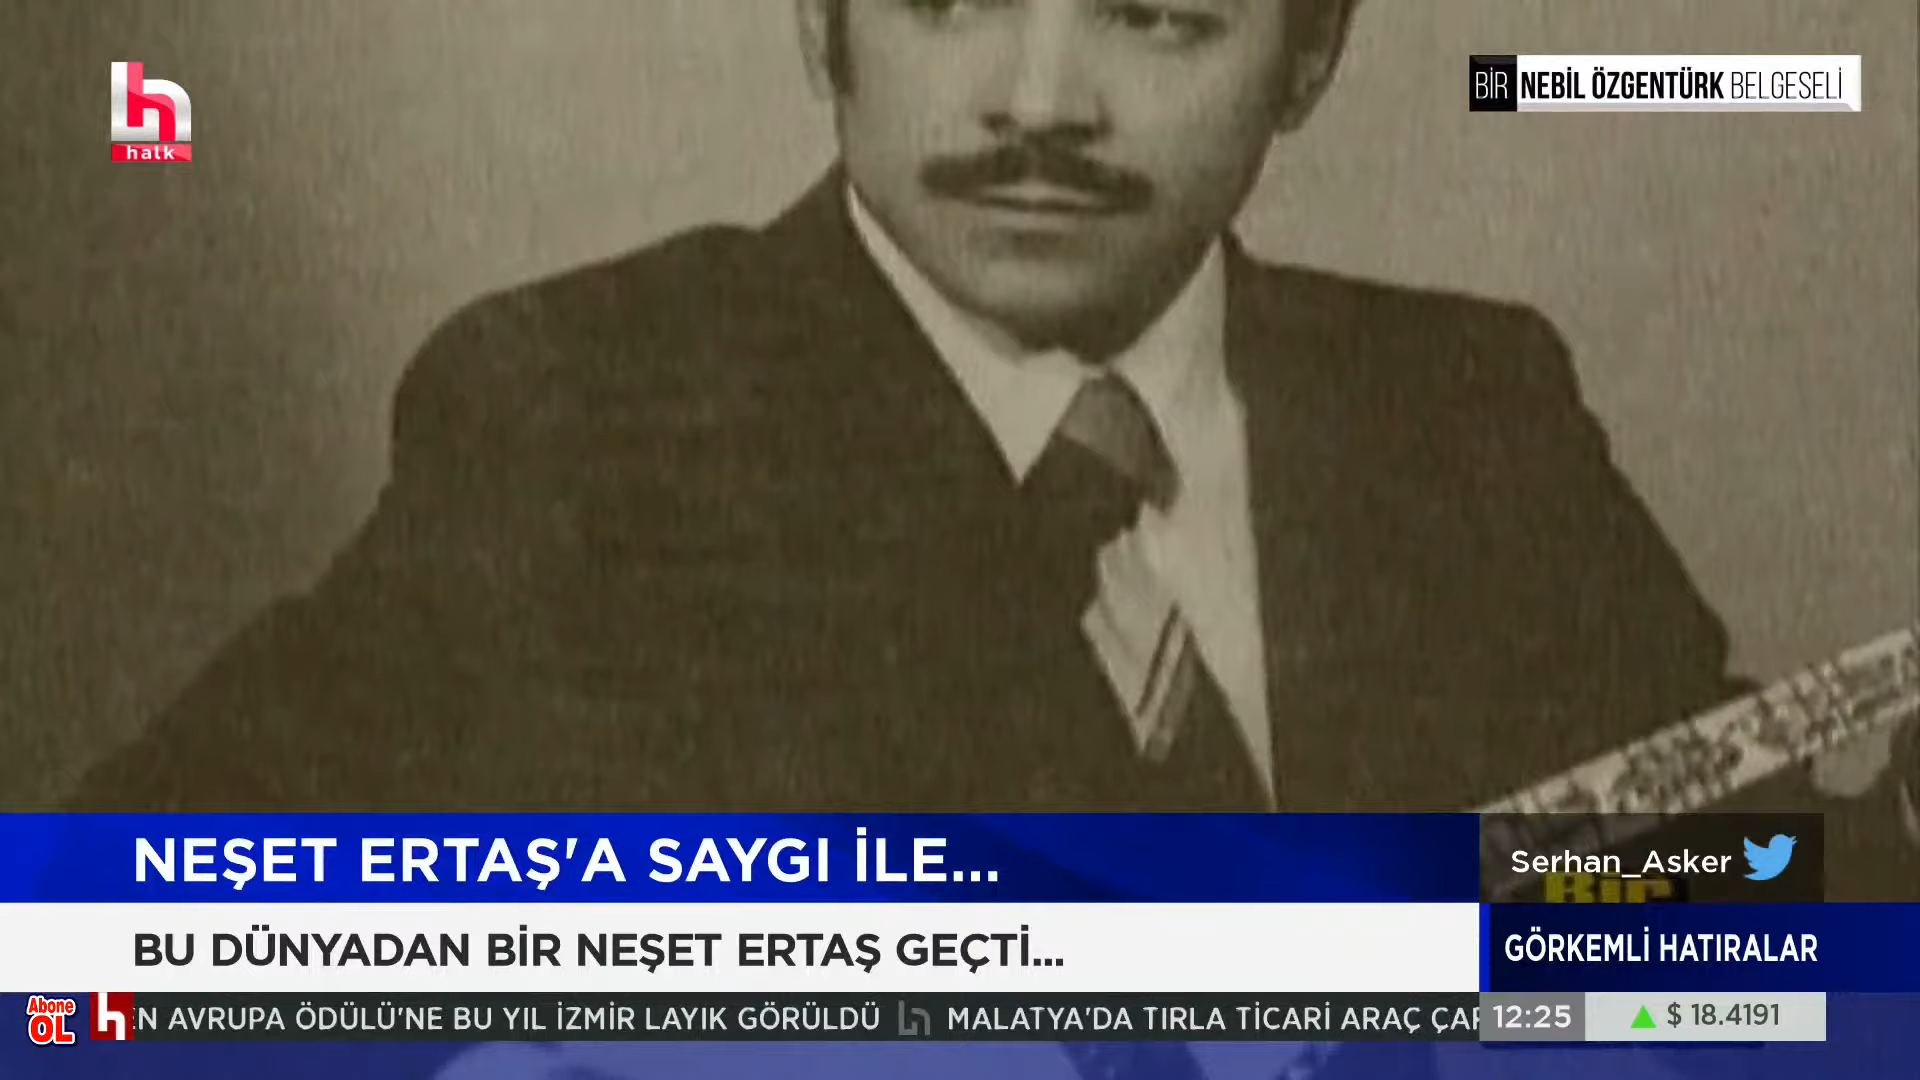 halk
BİR NEBİL ÖZGENTÜRK BELGESELİ
NEŞET ERTAŞ'A SAYGI İLE...
Serhan_Asker
Bir
BU DÜNYADAN BİR NEŞET ERTAŞ GEÇTİ...
GÖRKEMLİ HATIRALAR
Abone
OL
EN AVRUPA ÖDÜLÜ'NE BU YIL İZMİR LAYIK GÖRÜLDÜ MALATYA'DA TIRLA TİCARİ ARAÇ ÇAR
12:25 $ 18.4191